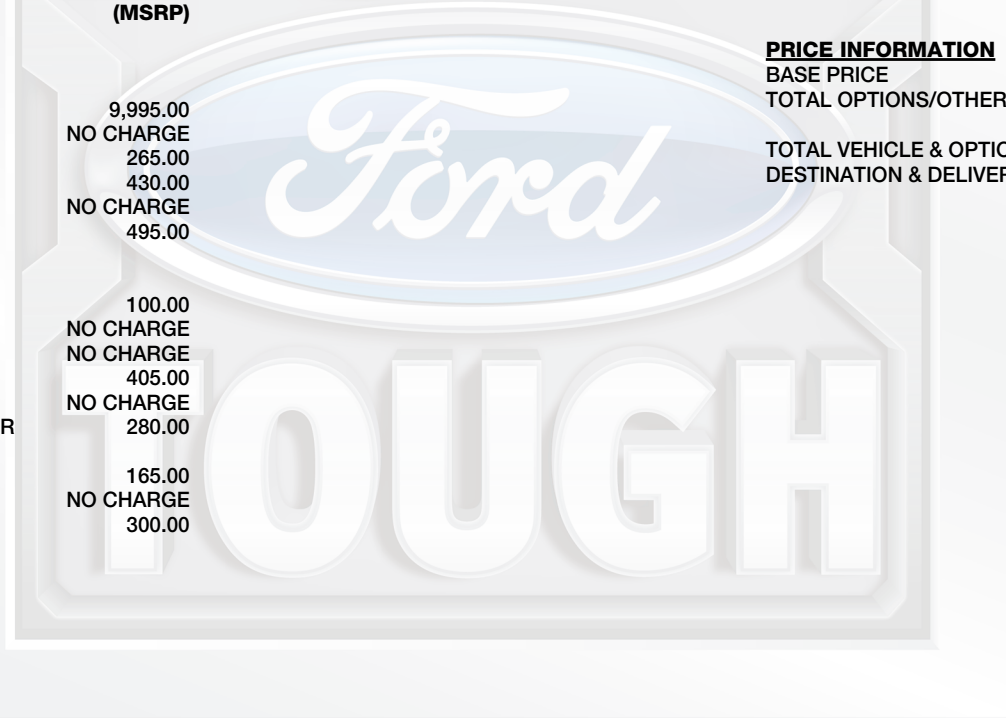 (MSRP)
9,995.00
NO CHARGE
265.00
430.00
NO CHARGE
495.00
100.00
NO CHARGE
NO CHARGE
405.00
NO CHARGE
R 280.00
165.00
NO CHARGE
300.00
PRICE INFORMATION
BASE PRICE
TOTAL OPTIONS/OTHER
TOTAL VEHICLE & OPTIO
DESTINATION & DELIVER
Ford
TOUGH